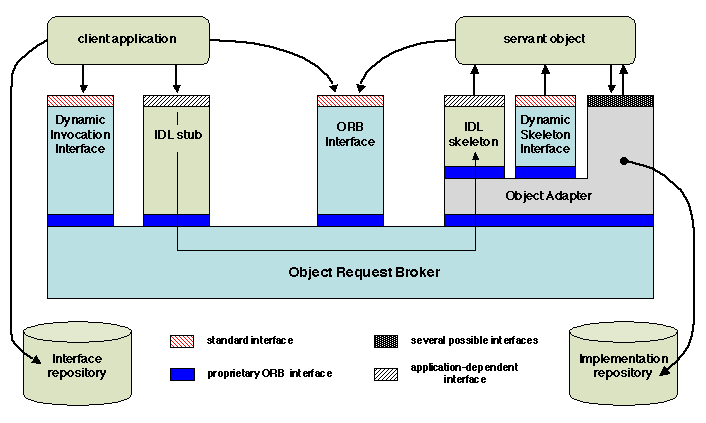 client application
servant object
Dynamic
Invocation
Interface
IDL stub
ORB
Interface
IDL
skeleton
Dynamic
Skeleton
Interface
Object Adapter
Object Request Broker
Interface
repository
standard interface
proprietary ORB interface
several possible interfaces
application-dependent
interface
Implementation
repository